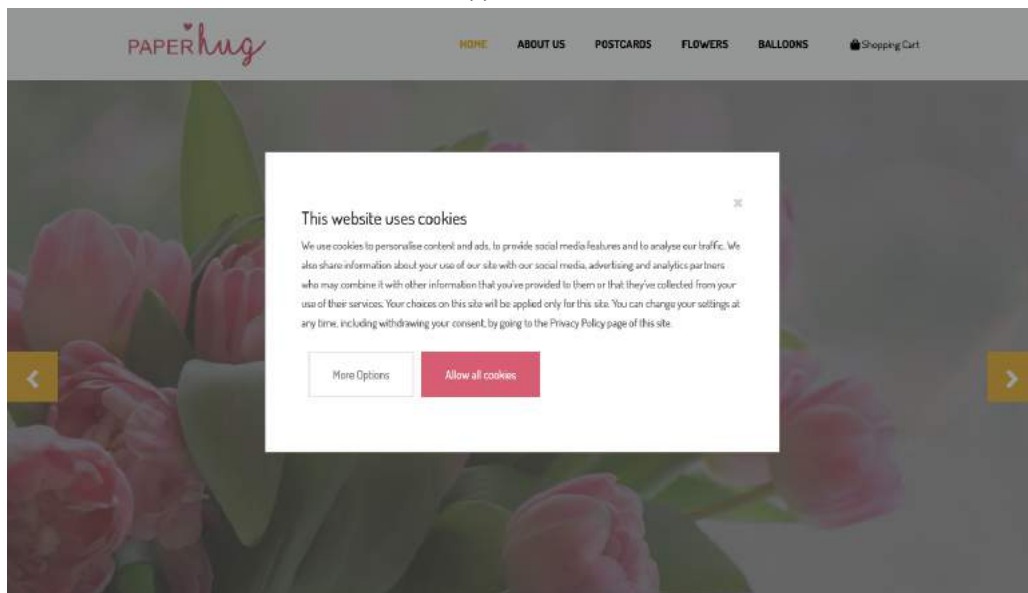 PAPER hug
HOME ABOUT US POSTCARDS FLOWERS BALLOONS Shopping Cart
This website uses cookies
We use cookies to personalise content and ads, to provide social media features and to analyse our traffic. We
also share information about your use of our site with our social media, advertising and analytics partners
who may combine it with other information that you've provided to them or that they've collected from your
use of their services. Your choices on this site will be applied only for this site. You can change your settings at
any time, including withdrawing your consent, by going to the Privacy Policy page of this site.
More Options Allow all cookies